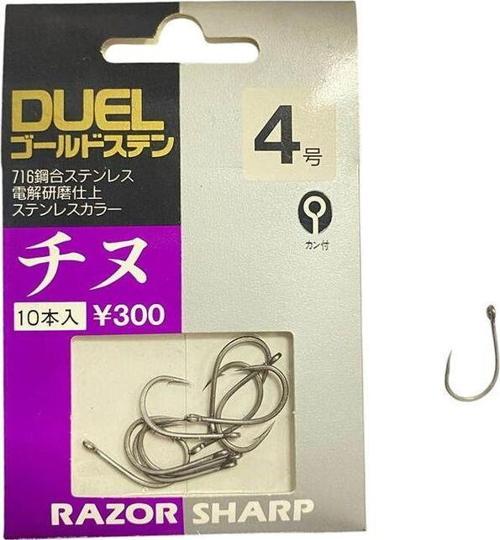 DUEL
ゴールドステン
716鋼合ステンレス
電解研磨仕上
ステンレスカラー
4号
カン付
チヌ
10本入 ¥300
RAZOR SHARP